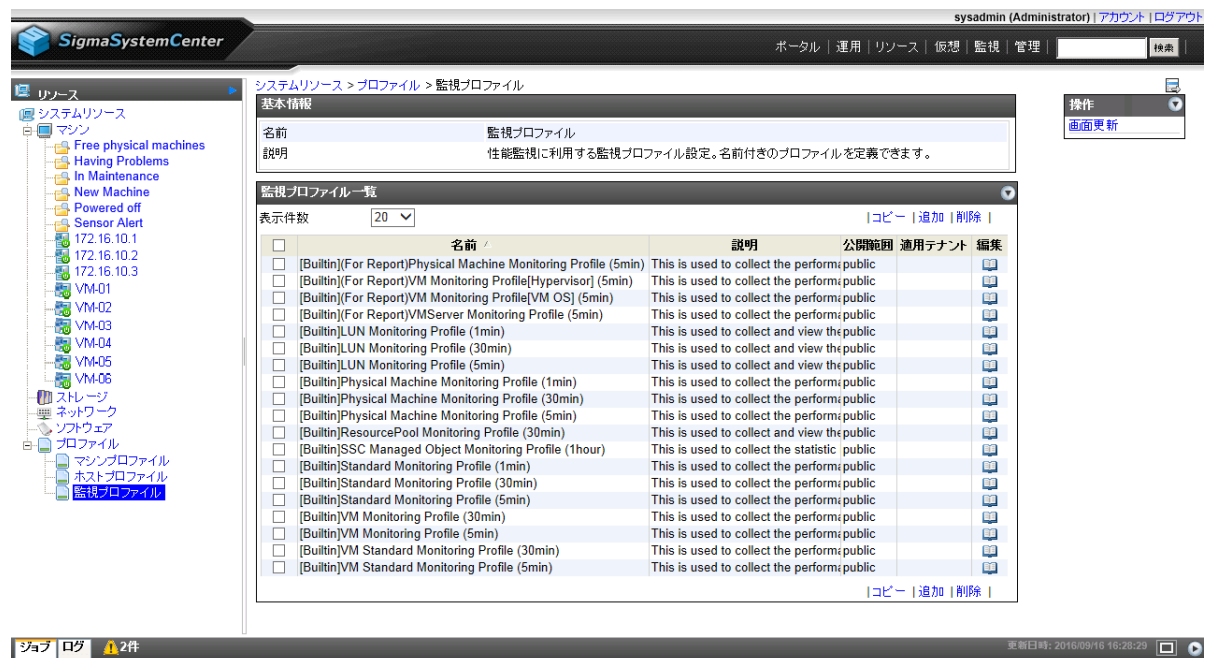 sysadmin (Administrator) | アカウント | ログアウト
SigmaSystemCenter
ポータル | 運用 | リソース | 仮想 | 監視 | 管理 | 検索 |
リソース
システムリソース
マシン
Free physical machines
Having Problems
In Maintenance
New Machine
Powered off
Sensor Alert
172.16.10.1
172.16.10.2
172.16.10.3
VM-01
VM-02
VM-03
VM-04
VM-05
VM-06
ストレージ
ネットワーク
ソフトウェア
プロファイル
マシンプロファイル
ホストプロファイル
監視プロファイル
システムリソース > プロファイル > 監視プロファイル
基本情報
名前 監視プロファイル
説明 性能監視に利用する監視プロファイル設定。名前付きのプロファイルを定義できます。
監視プロファイル一覧
表示件数 20 | コピー | 追加 | 削除 |
名前 説明 公開範囲 適用テナント 編集
[Builtin](For Report)Physical Machine Monitoring Profile (5min) This is used to collect the performa public
[Builtin](For Report)VM Monitoring Profile[Hypervisor] (5min) This is used to collect the performa public
[Builtin](For Report)VM Monitoring Profile[VM OS] (5min) This is used to collect the performa public
[Builtin](For Report)VMServer Monitoring Profile (5min) This is used to collect the performa public
[Builtin]LUN Monitoring Profile (1min) This is used to collect and view the public
[Builtin]LUN Monitoring Profile (30min) This is used to collect and view the public
[Builtin]LUN Monitoring Profile (5min) This is used to collect and view the public
[Builtin]Physical Machine Monitoring Profile (1min) This is used to collect the performa public
[Builtin]Physical Machine Monitoring Profile (30min) This is used to collect the performa public
[Builtin]Physical Machine Monitoring Profile (5min) This is used to collect the performa public
[Builtin]ResourcePool Monitoring Profile (30min) This is used to collect and view the public
[Builtin]SSC Managed Object Monitoring Profile (1hour) This is used to collect the statistic public
[Builtin]Standard Monitoring Profile (1min) This is used to collect the performa public
[Builtin]Standard Monitoring Profile (30min) This is used to collect the performa public
[Builtin]Standard Monitoring Profile (5min) This is used to collect the performa public
[Builtin]VM Monitoring Profile (30min) This is used to collect the performa public
[Builtin]VM Monitoring Profile (5min) This is used to collect the performa public
[Builtin]VM Standard Monitoring Profile (30min) This is used to collect the performa public
[Builtin]VM Standard Monitoring Profile (5min) This is used to collect the performa public
| コピー | 追加 | 削除 |
操作
画面更新
ジョブ ログ 2件
更新日時: 2016/09/16 16:28:29